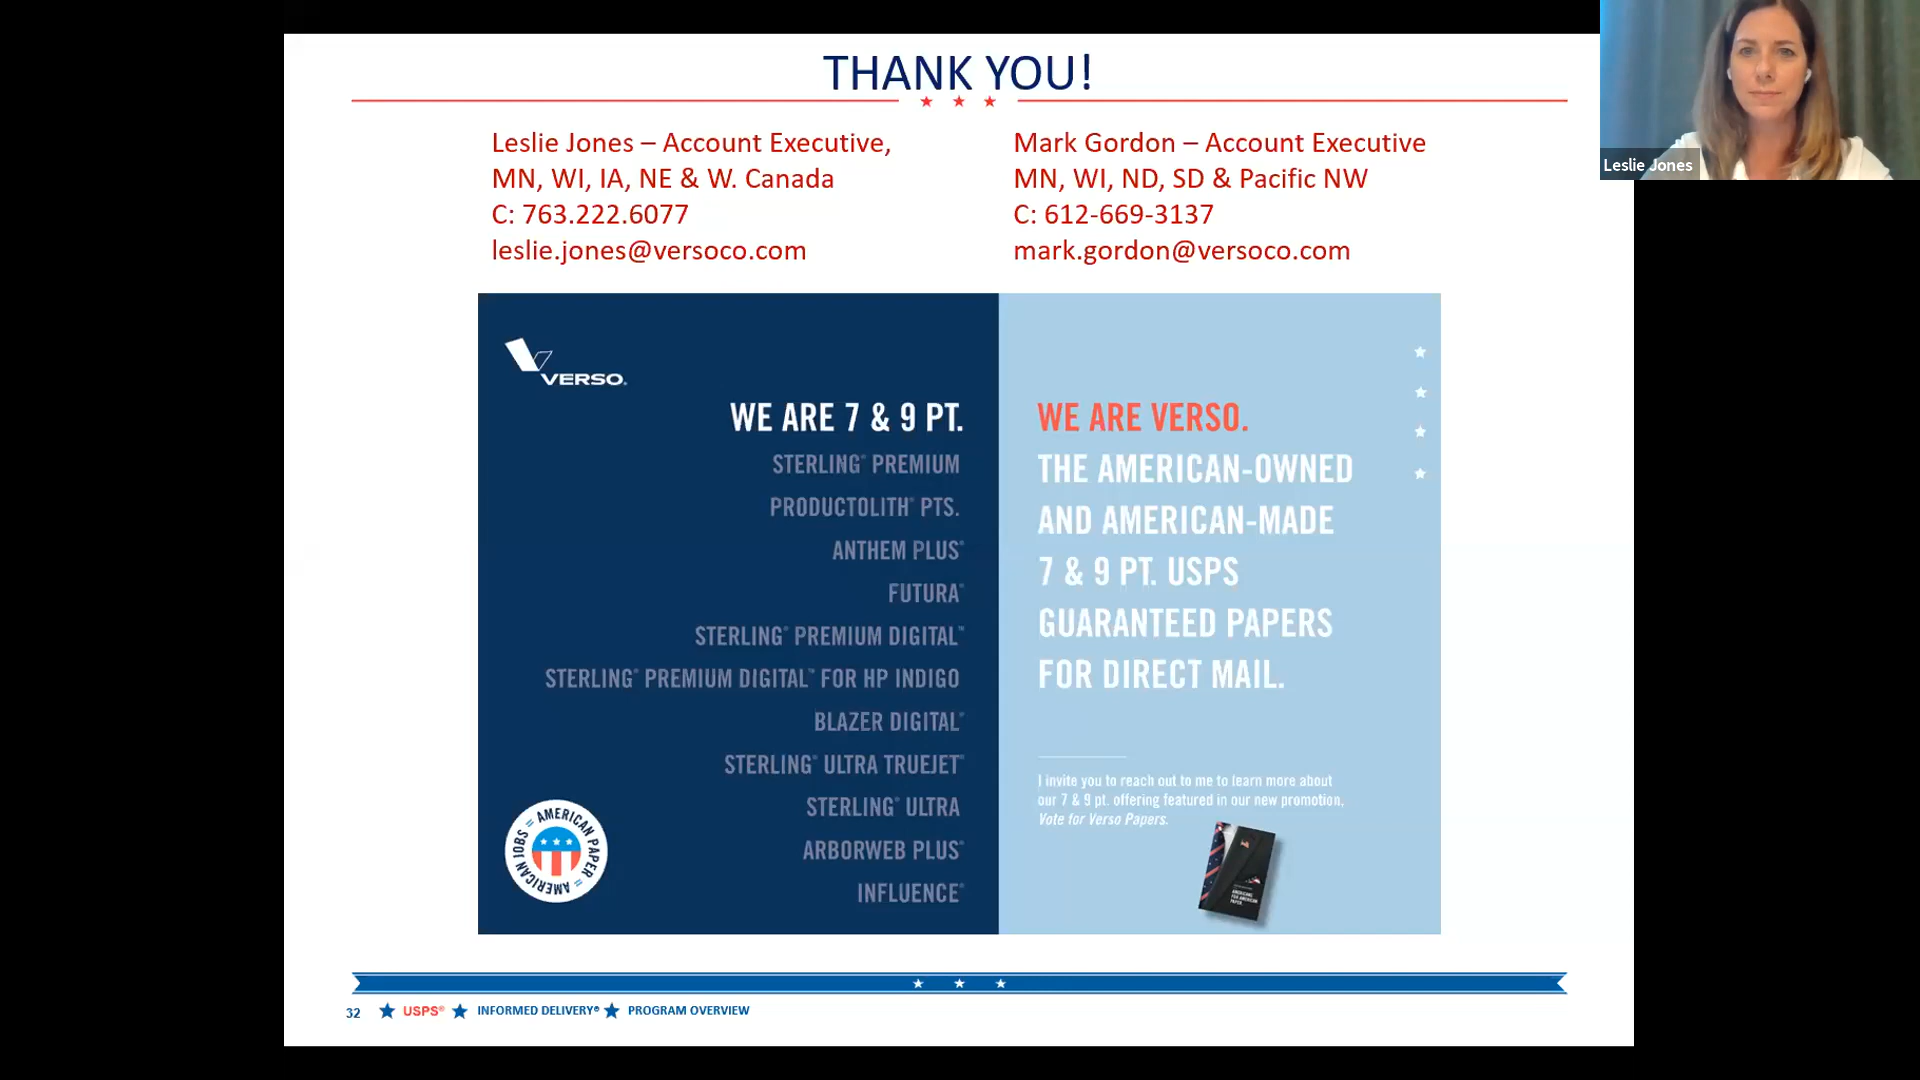 THANK YOU!
Leslie Jones – Account Executive,
MN, WI, IA, NE & W. Canada
C: 763.222.6077
leslie.jones@versoco.com
Mark Gordon – Account Executive
MN, WI, ND, SD & Pacific NW
C: 612-669-3137
mark.gordon@versoco.com
Leslie Jones
VERSO.
WE ARE 7 & 9 PT.
STERLING® PREMIUM
PRODUCTOLITH® PTS.
ANTHEM PLUS®
FUTURA®
STERLING® PREMIUM DIGITAL™
STERLING® PREMIUM DIGITAL™ FOR HP INDIGO
BLAZER DIGITAL®
STERLING® ULTRA TRUEJET®
STERLING® ULTRA
ARBORWEB PLUS®
INFLUENCE®
AMERICAN PAPER = AMERICAN JOBS =
WE ARE VERSO.
THE AMERICAN-OWNED
AND AMERICAN-MADE
7 & 9 PT. USPS
GUARANTEED PAPERS
FOR DIRECT MAIL.
I invite you to reach out to me to learn more about
our 7 & 9 pt. offering featured in our new promotion,
Vote for Verso Papers.
AMERICANS
FOR AMERICAN
PAPER.
32 USPS® INFORMED DELIVERY® PROGRAM OVERVIEW